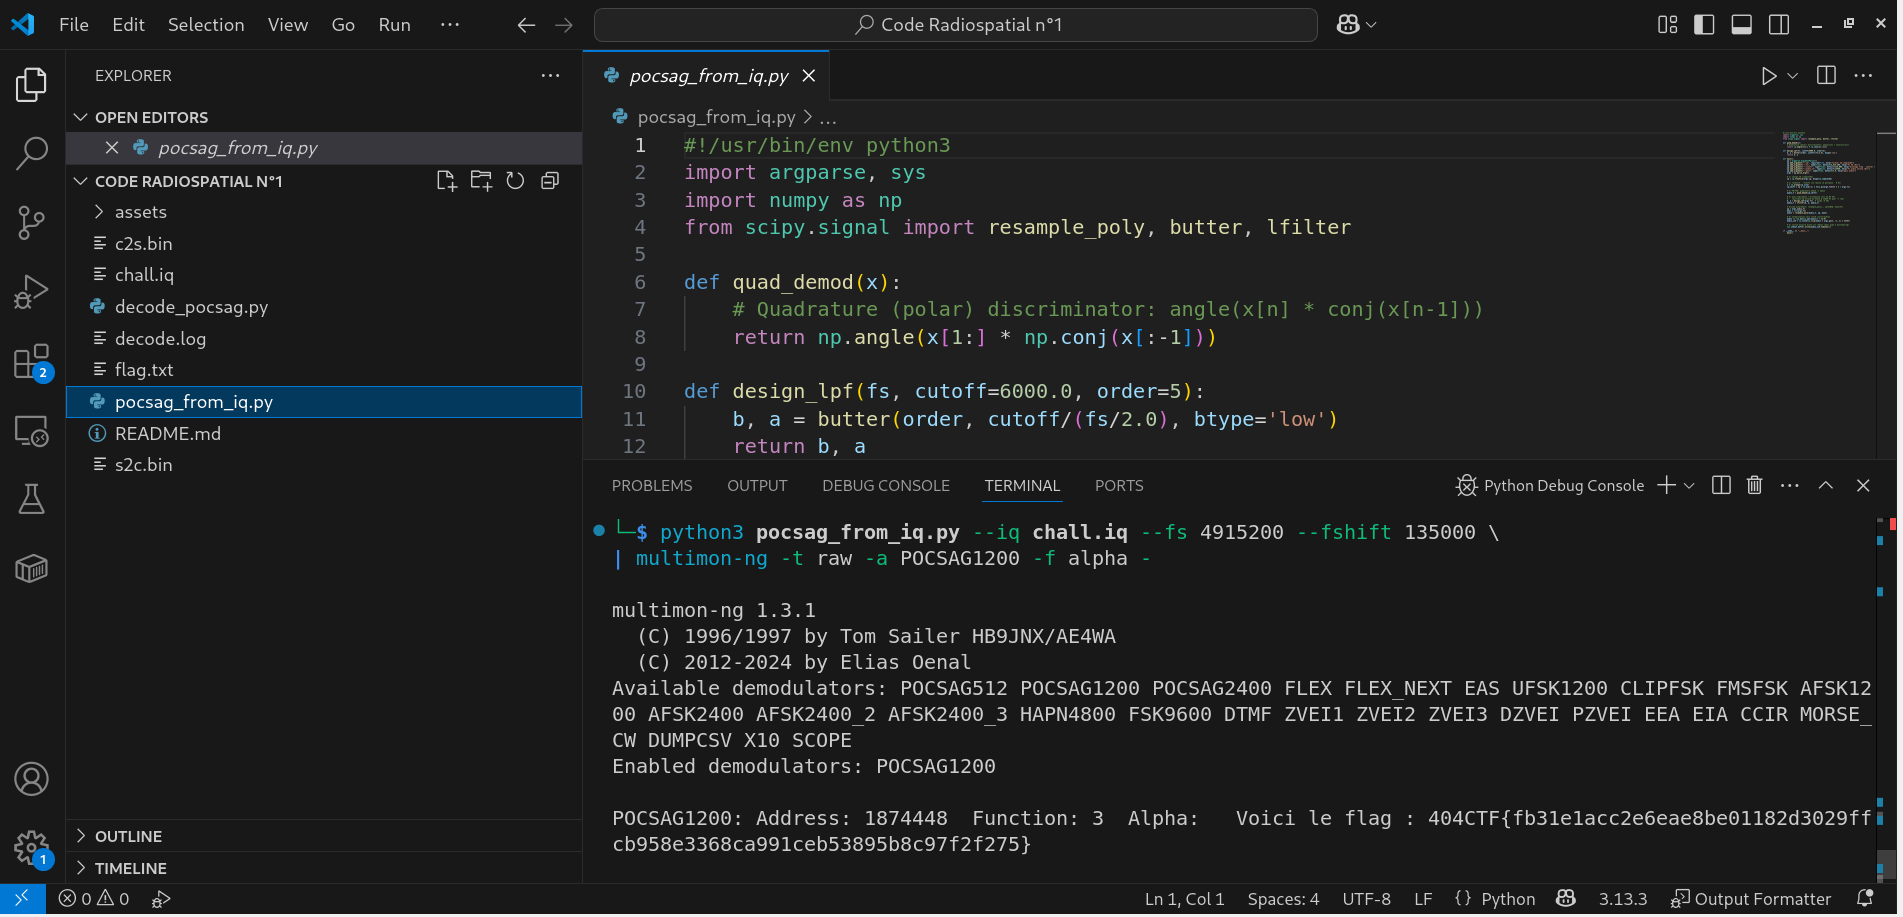 File Edit Selection View Go Run ··· Code Radiospatial n°1
EXPLORER ···
OPEN EDITORS
pocsag_from_iq.py
CODE RADIOSPATIAL N°1
assets
c2s.bin
chall.iq
decode_pocsag.py
decode.log
flag.txt
pocsag_from_iq.py
README.md
s2c.bin
OUTLINE
TIMELINE
2
1
pocsag_from_iq.py
pocsag_from_iq.py > ...
1 #!/usr/bin/env python3
2 import argparse, sys
3 import numpy as np
4 from scipy.signal import resample_poly, butter, lfilter
5
6 def quad_demod(x):
7 # Quadrature (polar) discriminator: angle(x[n] * conj(x[n-1]))
8 return np.angle(x[1:] * np.conj(x[:-1]))
9
10 def design_lpf(fs, cutoff=6000.0, order=5):
11 b, a = butter(order, cutoff/(fs/2.0), btype='low')
12 return b, a
PROBLEMS OUTPUT DEBUG CONSOLE TERMINAL PORTS Python Debug Console
└─$ python3 pocsag_from_iq.py --iq chall.iq --fs 4915200 --fshift 135000 \
| multimon-ng -t raw -a POCSAG1200 -f alpha -
multimon-ng 1.3.1
(C) 1996/1997 by Tom Sailer HB9JNX/AE4WA
(C) 2012-2024 by Elias Oenal
Available demodulators: POCSAG512 POCSAG1200 POCSAG2400 FLEX FLEX_NEXT EAS UFSK1200 CLIPFSK FMSFSK AFSK12
00 AFSK2400 AFSK2400_2 AFSK2400_3 HAPN4800 FSK9600 DTMF ZVEI1 ZVEI2 ZVEI3 DZVEI PZVEI EEA EIA CCIR MORSE_
CW DUMPCSV X10 SCOPE
Enabled demodulators: POCSAG1200
POCSAG1200: Address: 1874448 Function: 3 Alpha: Voici le flag : 404CTF{fb31e1acc2e6eae8be01182d3029ff
cb958e3368ca991ceb53895b8c97f2f275}
0 0 Ln 1, Col 1 Spaces: 4 UTF-8 LF {} Python 3.13.3 Output Formatter